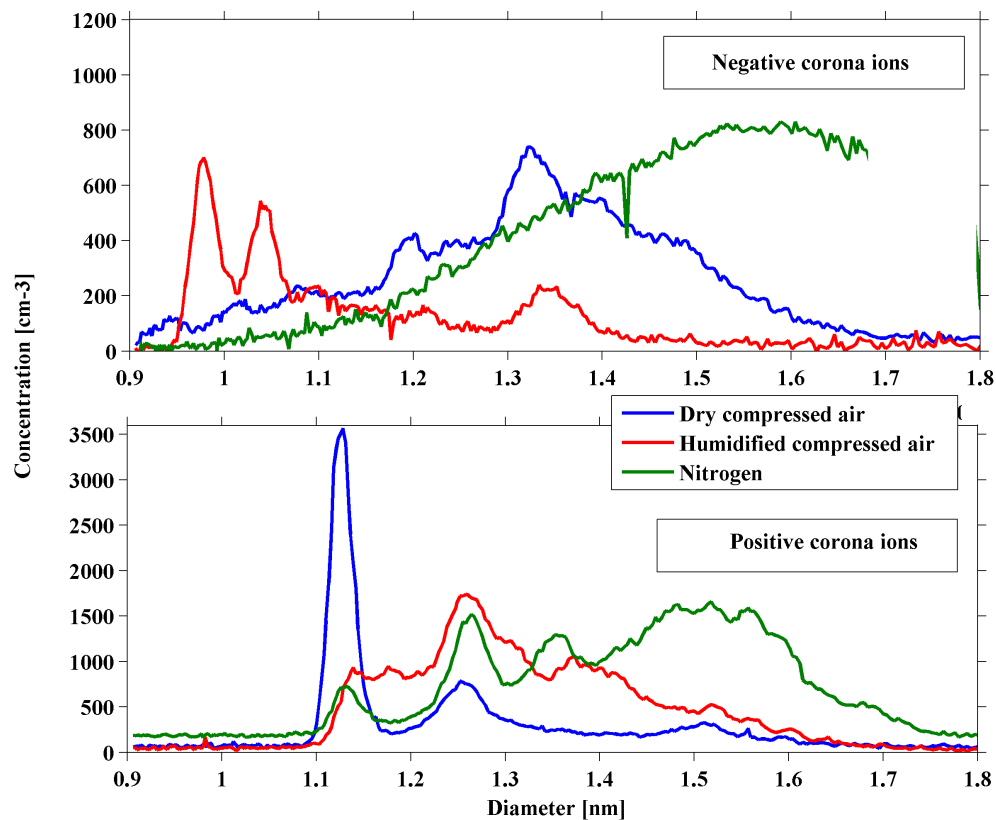 1200
1000
800
600
400
200
0
Negative corona ions
0.9 1 1.1 1.2 1.3 1.4 1.5 1.6 1.7 1.8
Concentration [cm-3]
Dry compressed air
Humidified compressed air
Nitrogen
3500
3000
2500
2000
1500
1000
500
0
Positive corona ions
0.9 1 1.1 1.2 1.3 1.4 1.5 1.6 1.7 1.8
Diameter [nm]